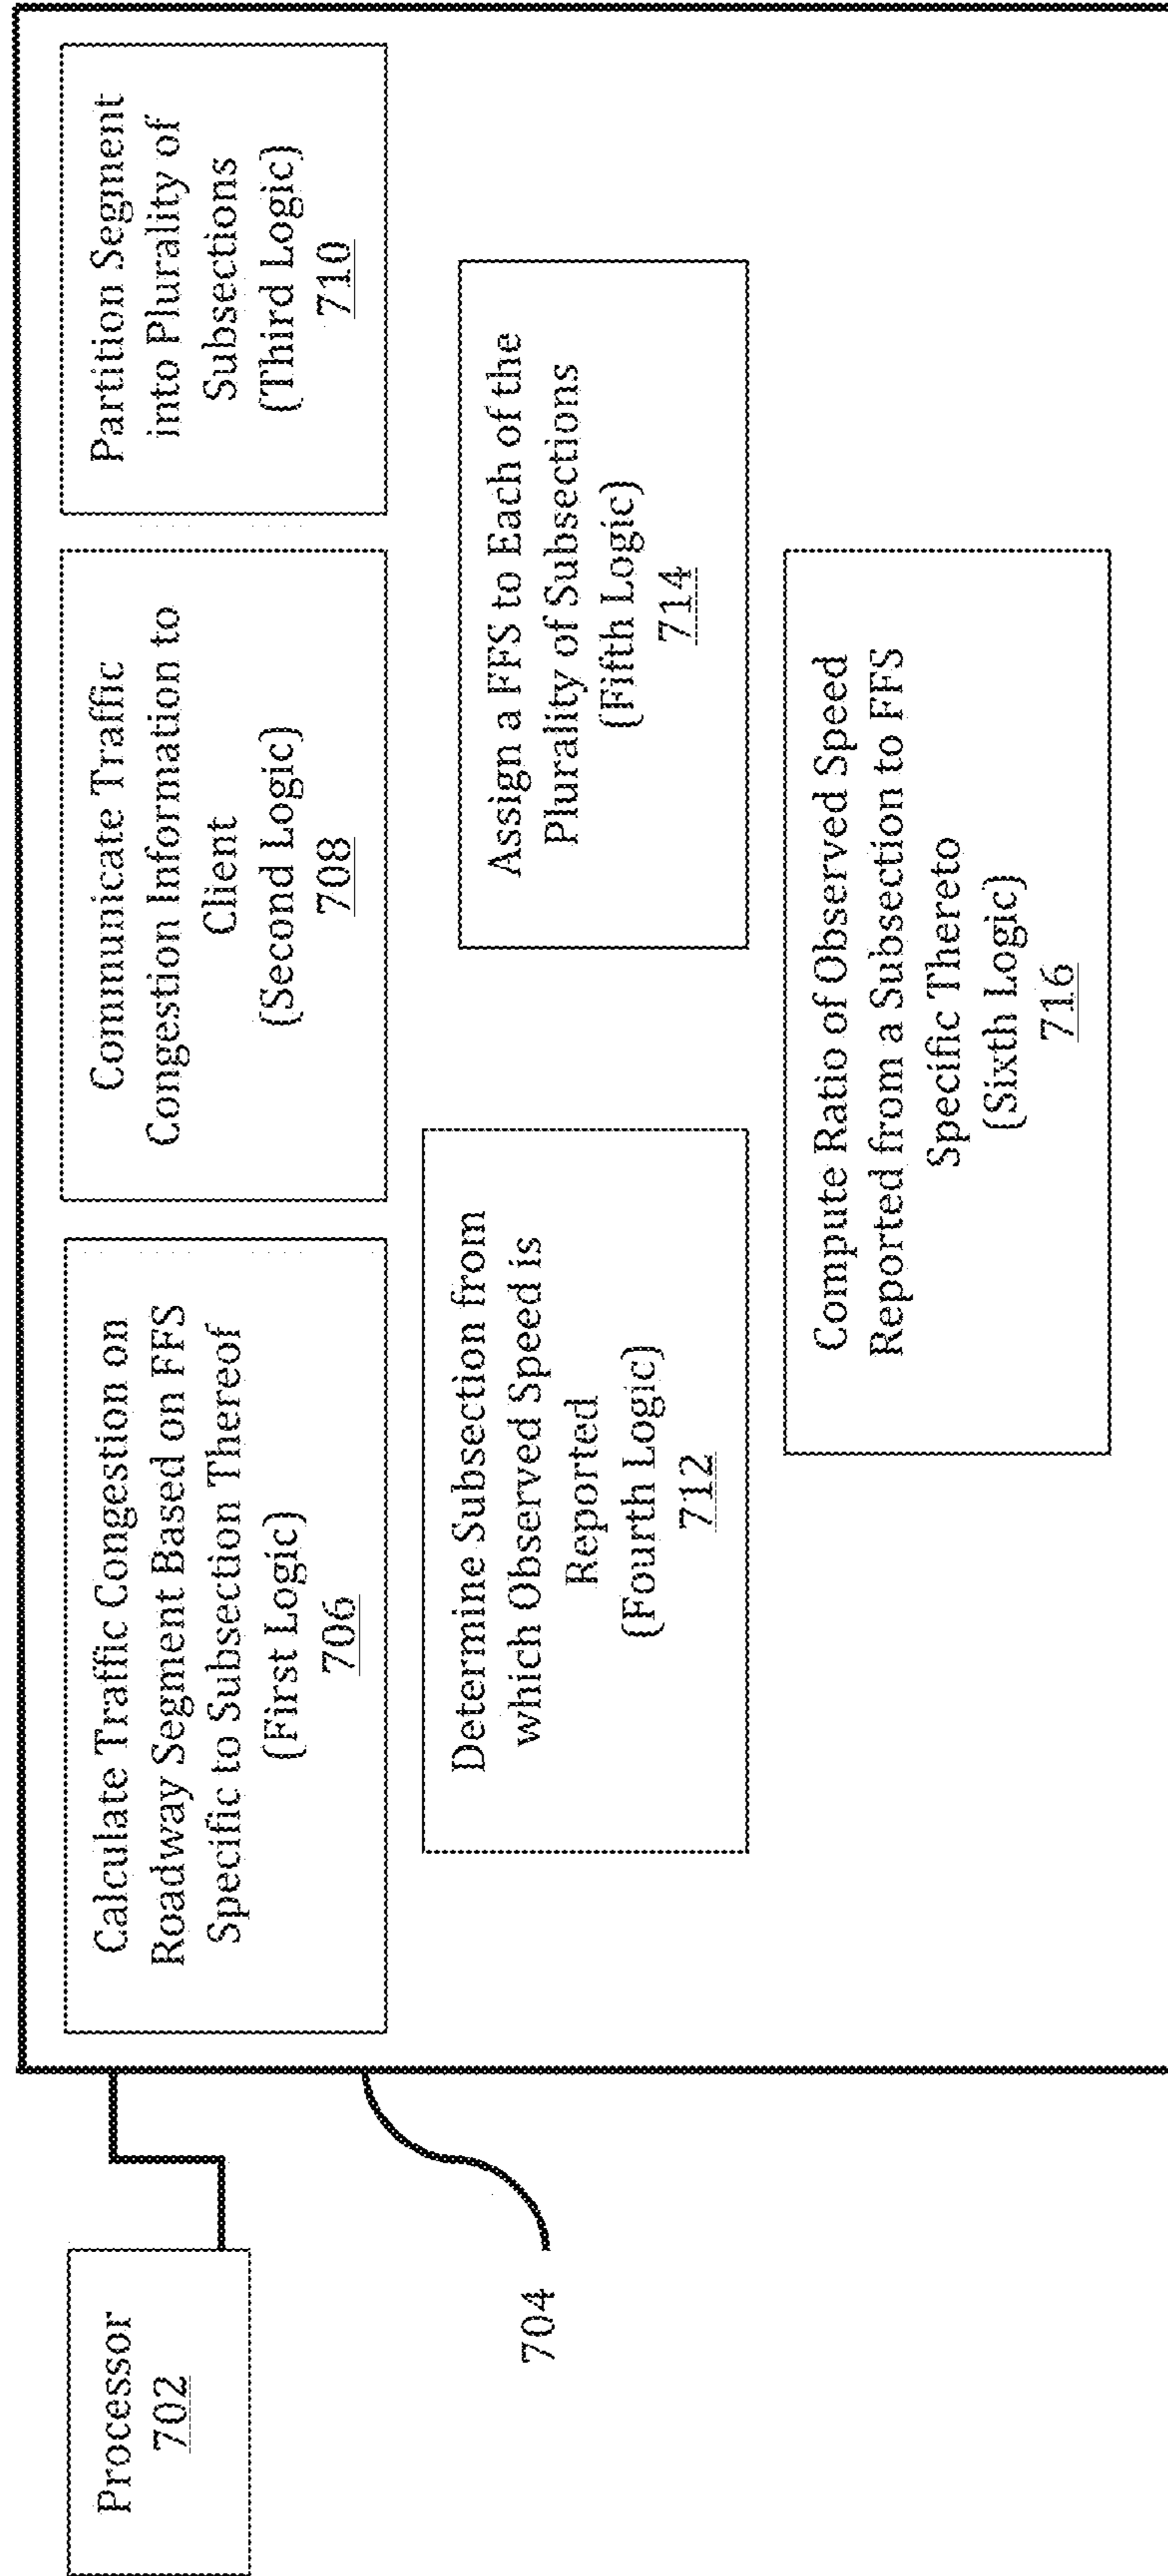 Processor
702
704
Calculate Traffic Congestion on
Roadway Segment Based on FFS
Specific to Subsection Thereof
(First Logic)
706
Communicate Traffic
Congestion Information to
Client
(Second Logic)
708
Partition Segment
into Plurality of
Subsections
(Third Logic)
710
Determine Subsection from
which Observed Speed is
Reported
(Fourth Logic)
712
Assign a FFS to Each of the
Plurality of Subsections
(Fifth Logic)
714
Compute Ratio of Observed Speed
Reported from a Subsection to FFS
Specific Thereto
(Sixth Logic)
716